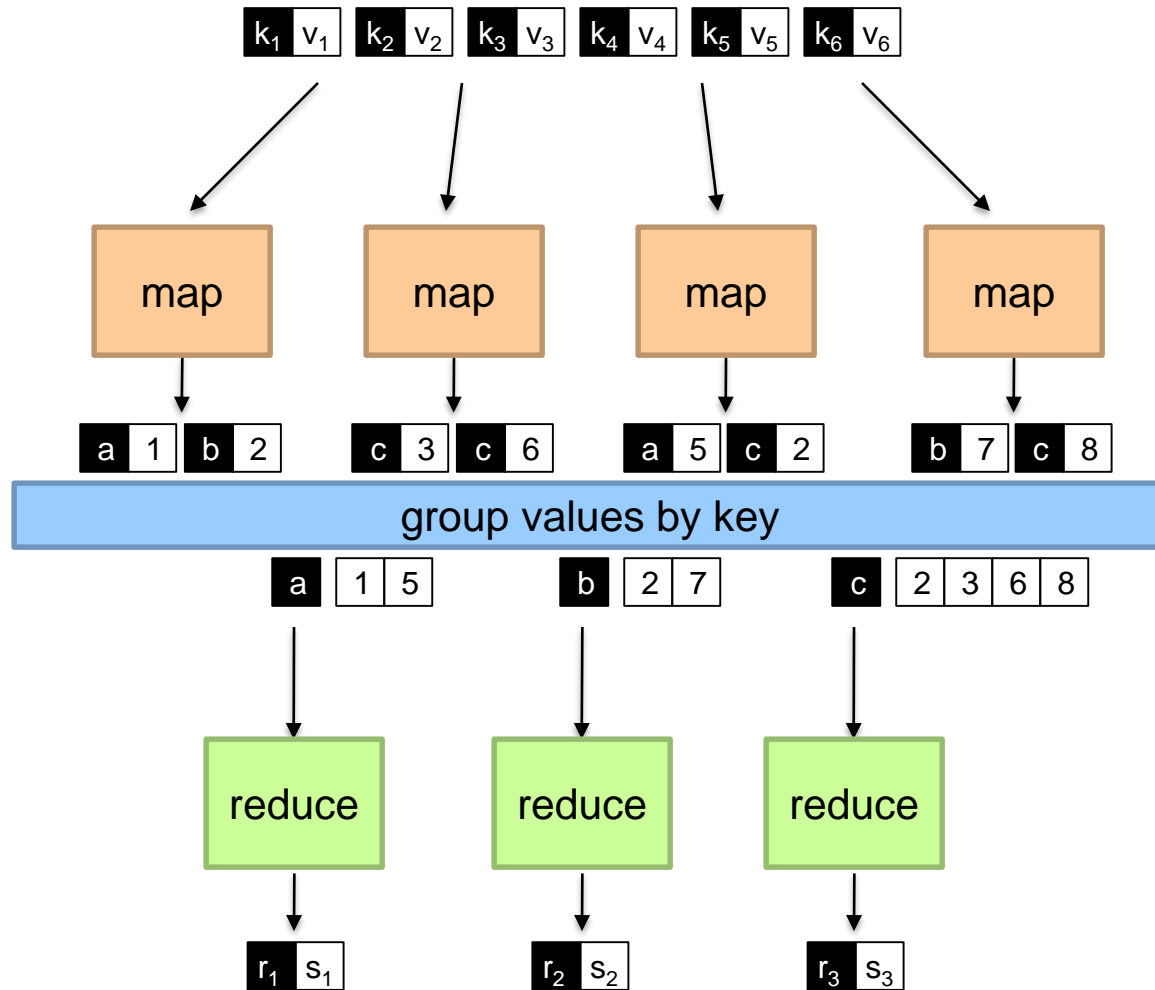 k₁ v₁ k₂ v₂ k₃ v₃ k₄ v₄ k₅ v₅ k₆ v₆
map map map map
a 1 b 2 c 3 c 6 a 5 c 2 b 7 c 8
group values by key
a 1 5 b 2 7 c 2 3 6 8
reduce reduce reduce
r₁ s₁ r₂ s₂ r₃ s₃